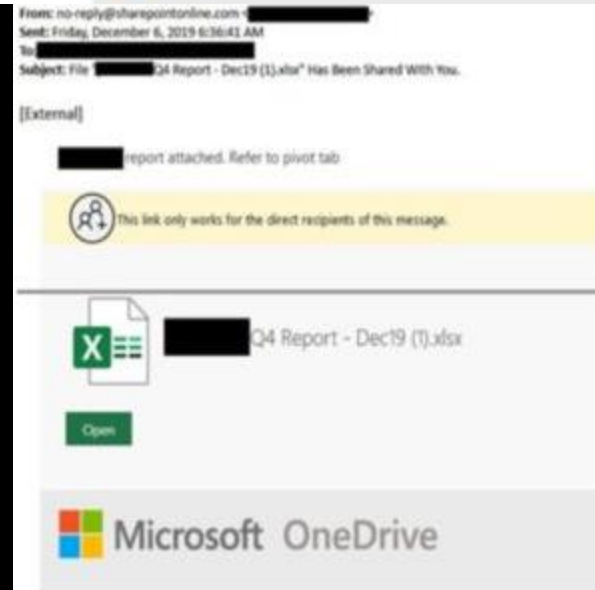 From: no-reply@sharepointonline.com <
Sent: Friday, December 6, 2019 6:36:41 AM
To:
Subject: File "Q4 Report - Dec19 (1).xlsx" Has Been Shared With You.
[External]
report attached. Refer to pivot tab
This link only works for the direct recipients of this message.
X
Q4 Report - Dec19 (1).xlsx
Open
Microsoft OneDrive